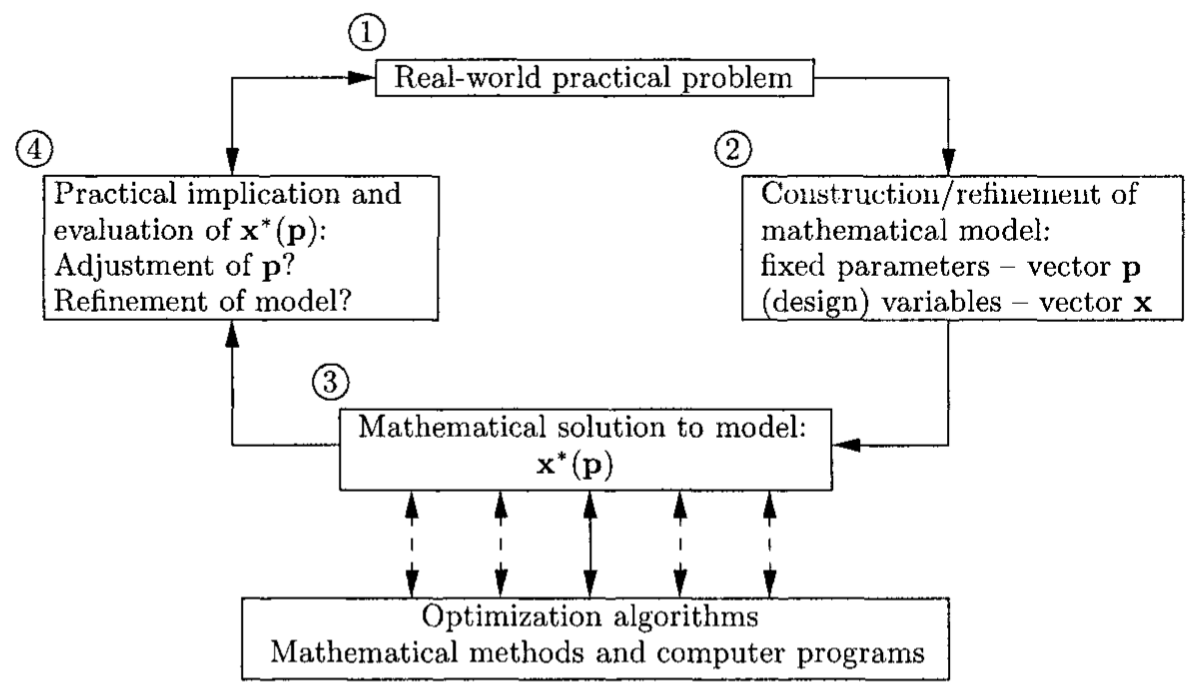 ①
Real-world practical problem
②
Construction/refinement of
mathematical model:
fixed parameters – vector p
(design) variables – vector x
③
Mathematical solution to model:
x*(p)
④
Practical implication and
evaluation of x*(p):
Adjustment of p?
Refinement of model?
Optimization algorithms
Mathematical methods and computer programs